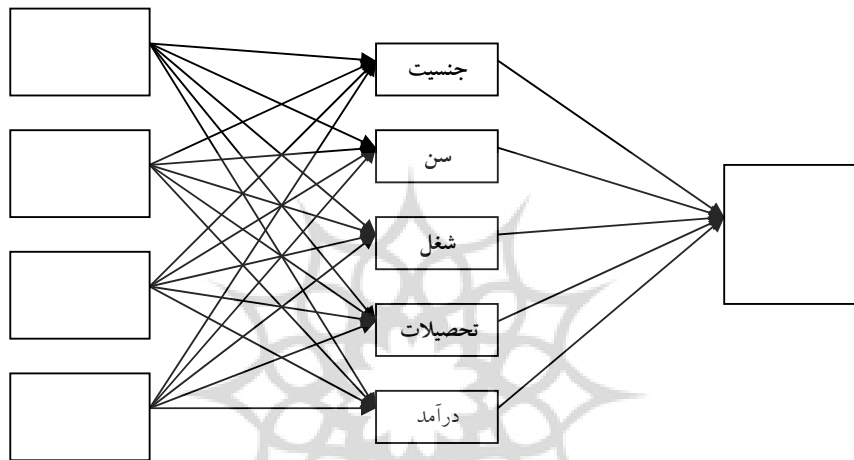 جنسیت
سن
شغل
تحصیلات
درآمد